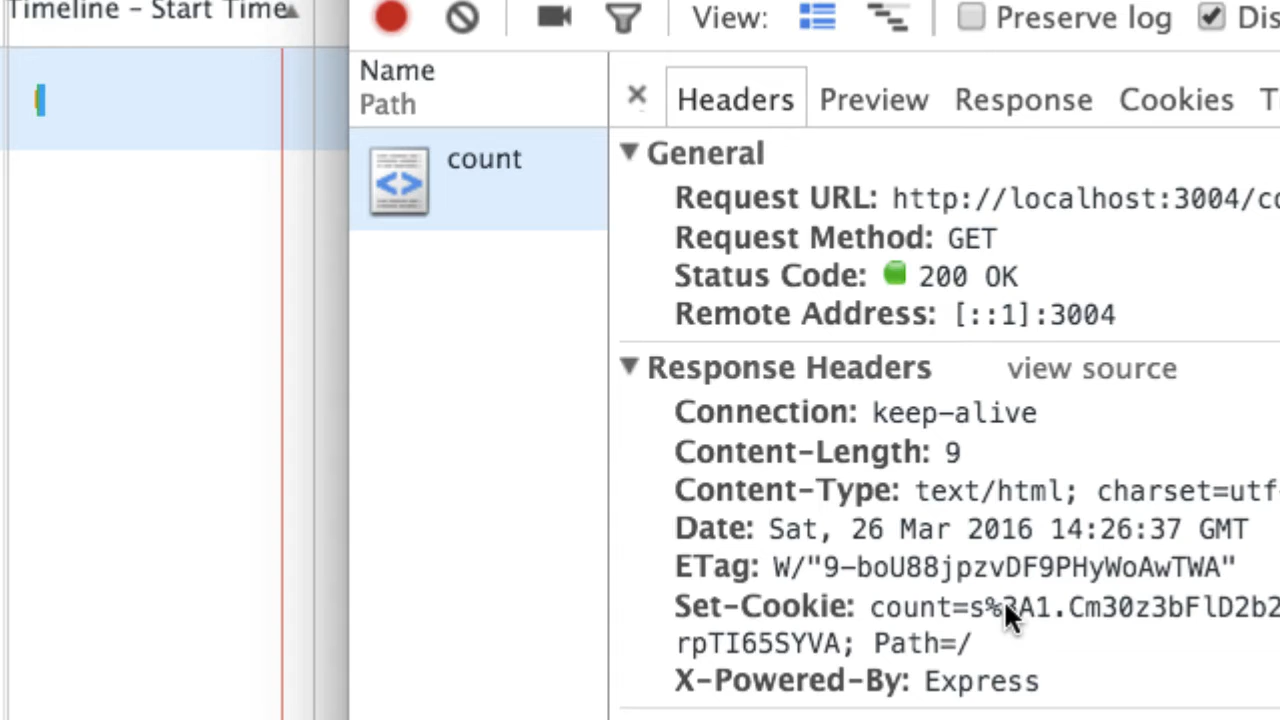 Timeline – Start Time
View: Preserve log
Name
Path
Headers Preview Response Cookies
count
General
Request URL: http://localhost:3004/co
Request Method: GET
Status Code: 200 OK
Remote Address: [::1]:3004
Response Headers view source
Connection: keep-alive
Content-Length: 9
Content-Type: text/html; charset=utf-
Date: Sat, 26 Mar 2016 14:26:37 GMT
ETag: W/"9-boU88jpzvDF9PHyWoAwTWA"
Set-Cookie: count=s%3A1.Cm30z3bFlD2b2
rpTI65SYVA; Path=/
X-Powered-By: Express